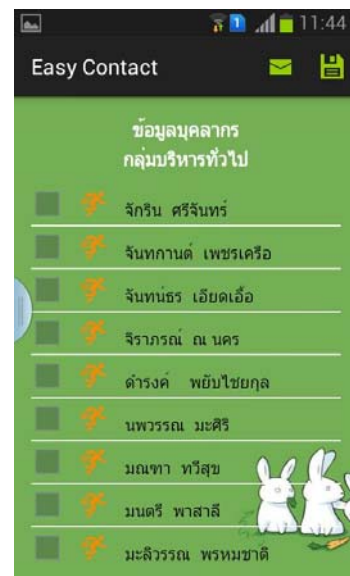 1 11:44
Easy Contact
ข้อมูลบุคลากร
กลุ่มบริหารทั่วไป
จักริน ศรีจันทร์
จันทกานต์ เพชรเครือ
จันทน์ธร เอียดเอื้อ
จิราภรณ์ ณ นคร
ดำรงค์ พยับไชยกุล
นพวรรณ มะศิริ
มณฑา ทวีสุข
มนตรี พาสาลี
มะลิวรรณ พรหมชาติ